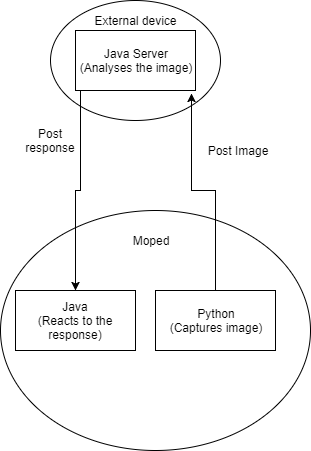 External device
Java Server
(Analyses the image)
Post
response
Post Image
Moped
Java
(Reacts to the
response)
Python
(Captures image)